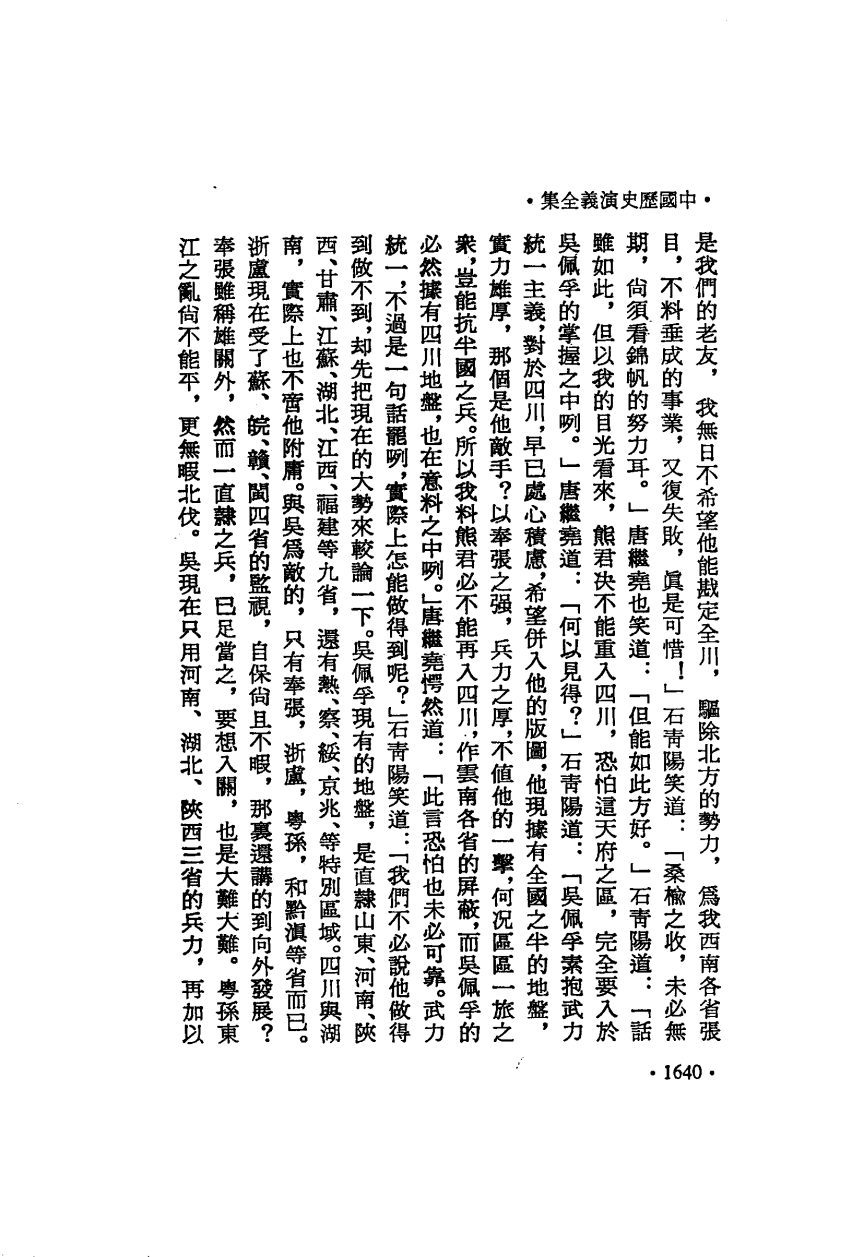 •集全義演史歷國中•
是我們的老友，我無日不希望他能戡定全川，驅除北方的勢力，爲我西南各省張
目，不料垂成的事業，又復失敗，眞是可惜！」石靑陽笑道：「桑楡之收，未必無
期，尙須看錦帆的努力耳。」唐繼堯也笑道：「但能如此方好。」石靑陽道：「話
雖如此，但以我的目光看來，熊君決不能重入四川，恐怕這天府之區，完全要入於
吳佩孚的掌握之中咧。」唐繼堯道：「何以見得？」石靑陽道：「吳佩孚素抱武力
統一主義，對於四川，早已處心積慮，希望併入他的版圖，他現據有全國之半的地盤，
實力雄厚，那個是他敵手？以奉張之强，兵力之厚，不值他的一擊，何況區區一旅之
衆，豈能抗半國之兵。所以我料熊君必不能再入四川，作雲南各省的屏蔽，而吳佩孚的
必然據有四川地盤，也在意料之中咧。」唐繼堯愕然道：「此言恐怕也未必可靠。武力
統一，不過是一句話罷咧，實際上怎能做得到呢？」石靑陽笑道：「我們不必說他做得
到做不到，却先把現在的大勢來較論一下。吳佩孚現有的地盤，是直隸山東、河南、陝
西、甘肅、江蘇、湖北、江西、福建等九省，還有熱、察、綏、京兆、等特別區域。四川與湖
南，實際上也不啻他附庸。與吳爲敵的，只有奉張，浙盧，粵孫，和黔滇等省而已。
浙盧現在受了蘇、皖、贛、閩四省的監視，自保尙且不暇，那裏還講的到向外發展？
奉張雖稱雄關外，然而一直隸之兵，已足當之，要想入關，也是大難大難。粵孫東
江之亂尙不能平，更無暇北伐。吳現在只用河南、湖北、陝西三省的兵力，再加以
•1640•